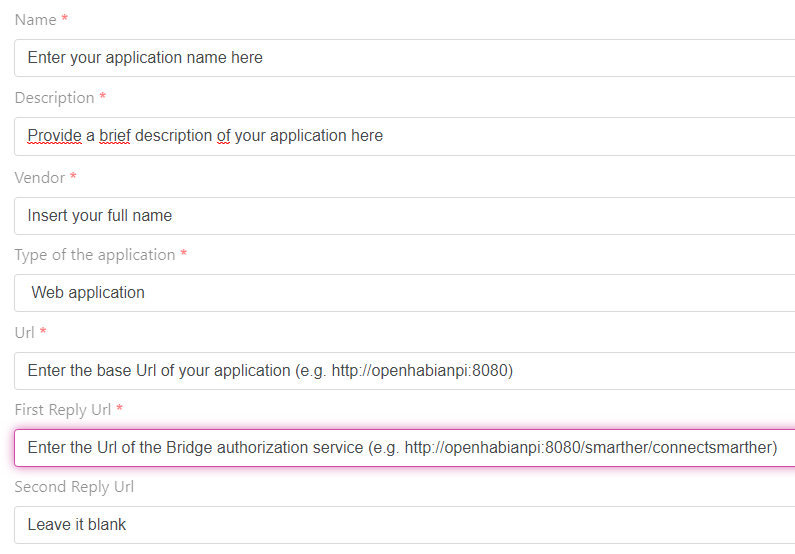 Name *
Enter your application name here
Description *
Provide a brief description of your application here
Vendor *
Insert your full name
Type of the application *
Web application
Url *
Enter the base Url of your application (e.g. http://openhabianpi:8080)
First Reply Url *
Enter the Url of the Bridge authorization service (e.g. http://openhabianpi:8080/smarther/connectsmarther)
Second Reply Url
Leave it blank